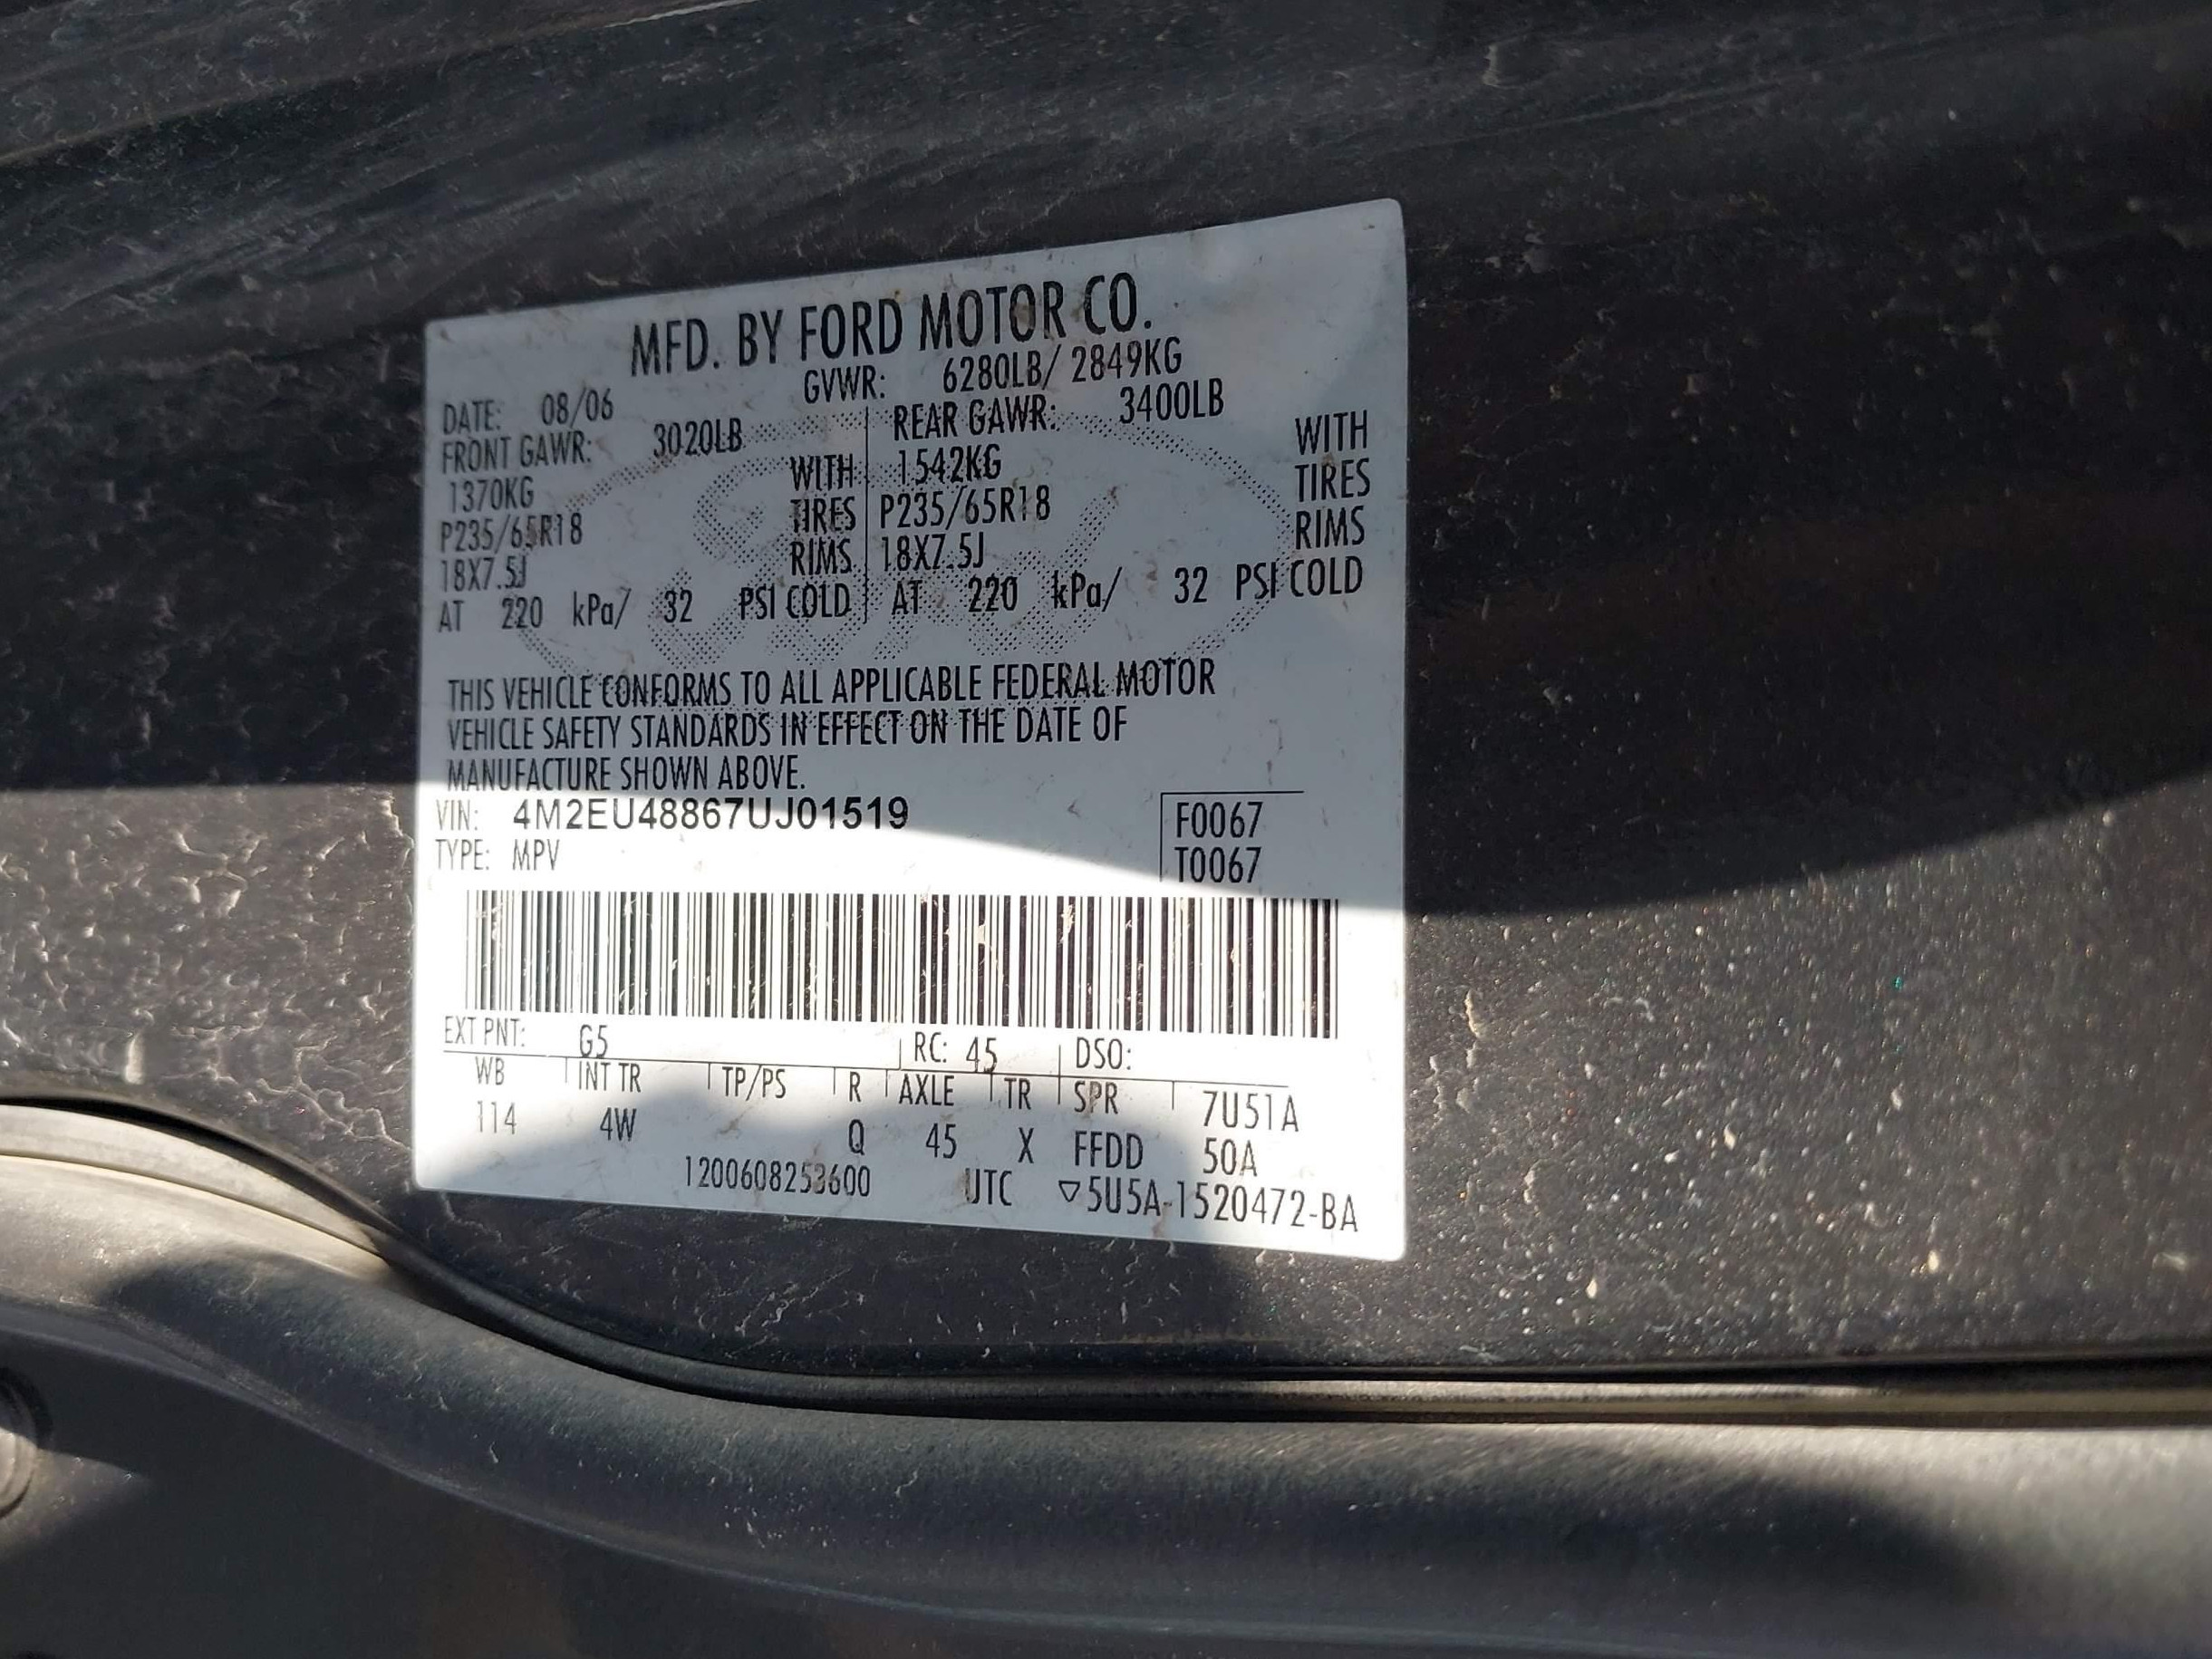 MFD. BY FORD MOTOR CO.
DATE: 08/06 GVWR: 6280LB/ 2849KG
FRONT GAWR: 3020LB REAR GAWR: 3400LB
1370KG WITH 1542KG WITH
P235/65R18 TIRES P235/65R18 TIRES
18X7.5J RIMS 18X7.5J RIMS
AT 220 kPa/ 32 PSI COLD AT 220 kPa/ 32 PSI COLD
THIS VEHICLE CONFORMS TO ALL APPLICABLE FEDERAL MOTOR
VEHICLE SAFETY STANDARDS IN EFFECT ON THE DATE OF
MANUFACTURE SHOWN ABOVE.
VIN: 4M2EU48867UJ01519 F0067
TYPE: MPV T0067
EXT PNT: G5 RC: 45 DSO:
WB INT TR TP/PS R AXLE TR SPR 7U51A
114 4W Q 45 X FFDD 50A
1200608253600 UTC ▽5U5A-1520472-BA